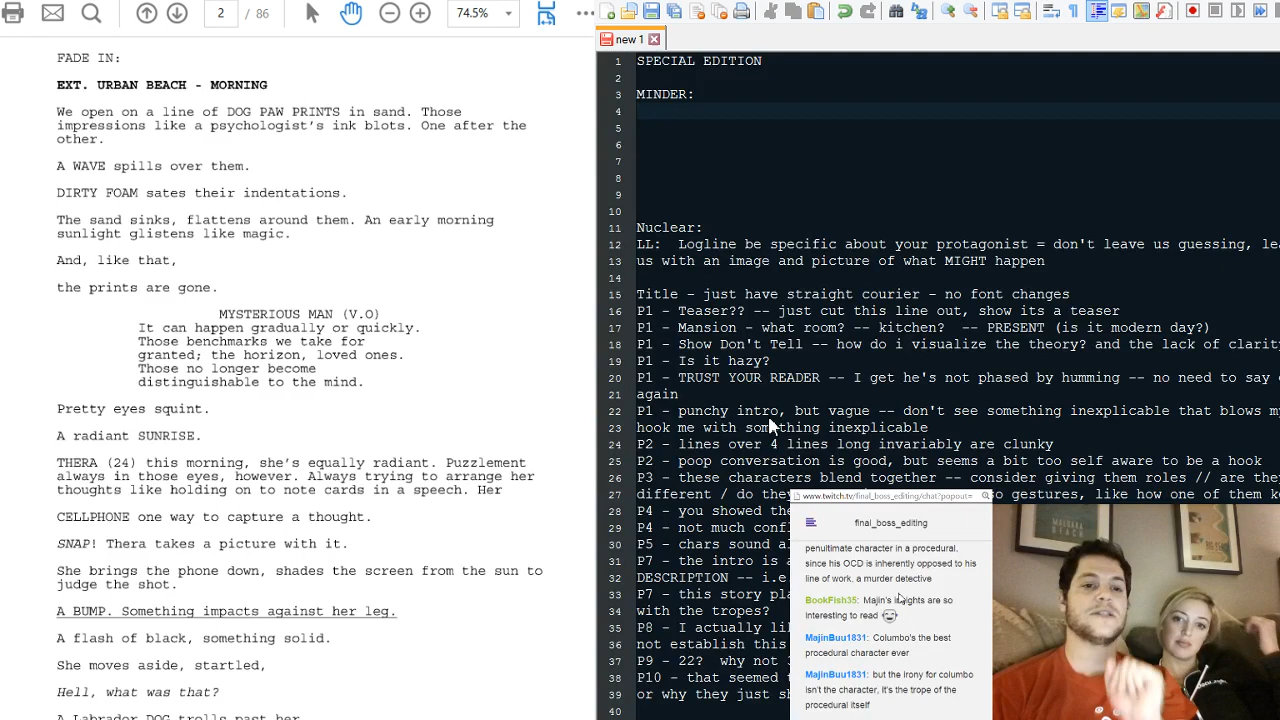 2 / 86
74.5%
FADE IN:
EXT. URBAN BEACH - MORNING
We open on a line of DOG PAW PRINTS in sand. Those
impressions like a psychologist's ink blots. One after the
other.
A WAVE spills over them.
DIRTY FOAM sates their indentations.
The sand sinks, flattens around them. An early morning
sunlight glistens like magic.
And, like that,
the prints are gone.
MYSTERIOUS MAN (V.O)
It can happen gradually or quickly.
Those benchmarks we take for
granted; the horizon, loved ones.
Those no longer become
distinguishable to the mind.
Pretty eyes squint.
A radiant SUNRISE.
THERA (24) this morning, she's equally radiant. Puzzlement
always in those eyes, however. Always trying to arrange her
thoughts like holding on to note cards in a speech. Her
CELLPHONE one way to capture a thought.
SNAP! Thera takes a picture with it.
She brings the phone down, shades the screen from the sun to
judge the shot.
A BUMP. Something impacts against her leg.
A flash of black, something solid.
She moves aside, startled,
Hell, what was that?
A Labrador DOG trolls past her
new 1
1 SPECIAL EDITION
2
3 MINDER:
4
5
6
7
8
9
10
11 Nuclear:
12 LL: Logline be specific about your protagonist = don't leave us guessing,
13 us with an image and picture of what MIGHT happen
14
15 Title - just have straight courier - no font changes
16 P1 - Teaser?? -- just cut this line out, show its a teaser
17 P1 - Mansion - what room? -- kitchen? -- PRESENT (is it modern day?)
18 P1 - Show Don't Tell -- how do i visualize the theory? and the lack of
19 P1 - Is it hazy?
20 P1 - TRUST YOUR READER -- I get he's not phased by humming -- no need to say
21 again
22 P1 - punchy intro, but vague -- don't see something inexplicable that blows
23 hook me with something inexplicable
24 P2 - lines over 4 lines long invariably are clunky
25 P2 - poop conversation is good, but seems a bit too self aware to be a hook
26 P3 - these characters blend together -- consider giving them roles // are they
27 different / do they so gestures, like how one of them
28 P4 - you showed the
29 P4 - not much
30 P5 - chars sound
31 P7 - the intro is
32 DESCRIPTION -- i.e.
33 P7 - this story
34 with the tropes?
35 P8 - I actually
36 not establish this
37 P9 - 22? why not
38 P10 - that seemed
39 or why they just
40
www.twitch.tv/final_boss_editing/chat?popout=
final_boss_editing
penultimate character in a procedural.
since his OCD is inherently opposed to his
line of work. a murder detective
BookFish35: Majin's insights are so
interesting to read
MajinBuu1831: Columbo's the best
procedural character ever
MajinBuu1831: but the irony for columbo
isn't the character, it's the trope of the
procedural itself